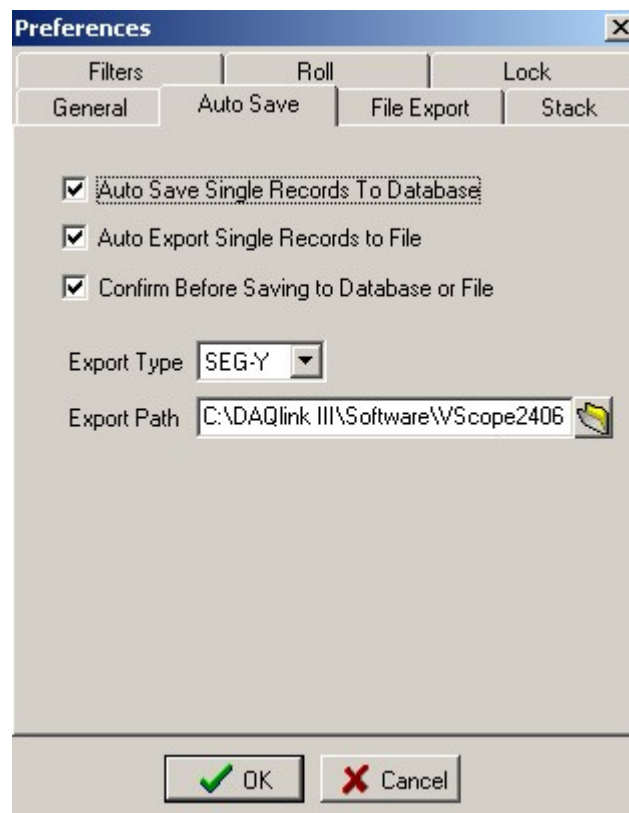 Preferences
Filters Roll Lock
General Auto Save File Export Stack
Auto Save Single Records To Database
Auto Export Single Records to File
Confirm Before Saving to Database or File
Export Type SEG-Y
Export Path C:\DAQlink III\Software\VScope2406
OK Cancel